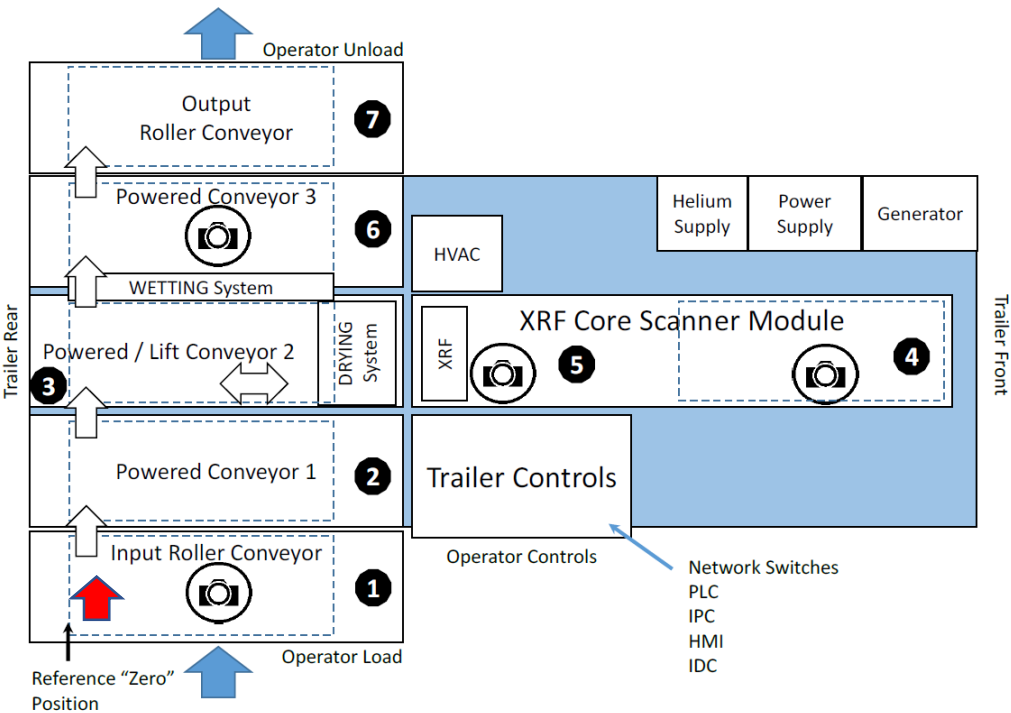 Operator Unload
Output
Roller Conveyor
7
Powered Conveyor 3
6
WETTING System
HVAC
Helium
Supply
Power
Supply
Generator
Trailer Rear
Powered / Lift Conveyor 2
3
DRYING
System
XRF
XRF Core Scanner Module
5
4
Trailer Front
Powered Conveyor 1
2
Trailer Controls
Operator Controls
Input Roller Conveyor
1
Network Switches
PLC
IPC
HMI
IDC
Operator Load
Reference “Zero”
Position